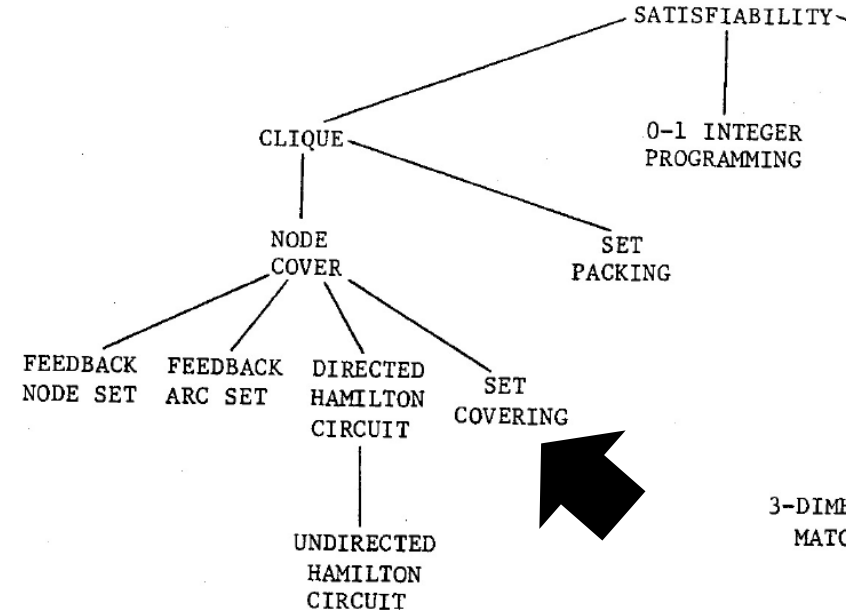 SATISFIABILITY
CLIQUE
0-1 INTEGER
PROGRAMMING
NODE
COVER
SET
PACKING
FEEDBACK
NODE SET
FEEDBACK
ARC SET
DIRECTED
HAMILTON
CIRCUIT
SET
COVERING
UNDIRECTED
HAMILTON
CIRCUIT